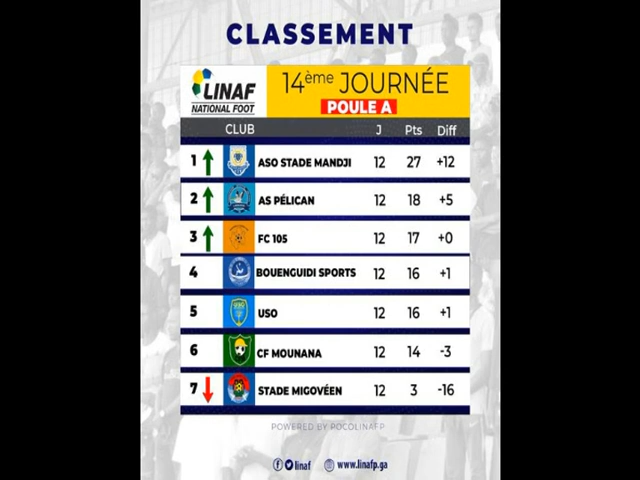 CLASSEMENT
LINAF
NATIONAL FOOT
14ème JOURNÉE
POULE A
CLUB J Pts Diff
1 ASO STADE MANDJI 12 27 +12
2 AS PÉLICAN 12 18 +5
3 FC 105 12 17 +0
4 BOUENGUIDI SPORTS 12 16 +1
5 USO 12 16 +1
6 CF MOUNANA 12 14 -3
7 STADE MIGOVÉEN 12 3 -16
POWERED BY POCOLINAFP
linaf www.linafp.ga